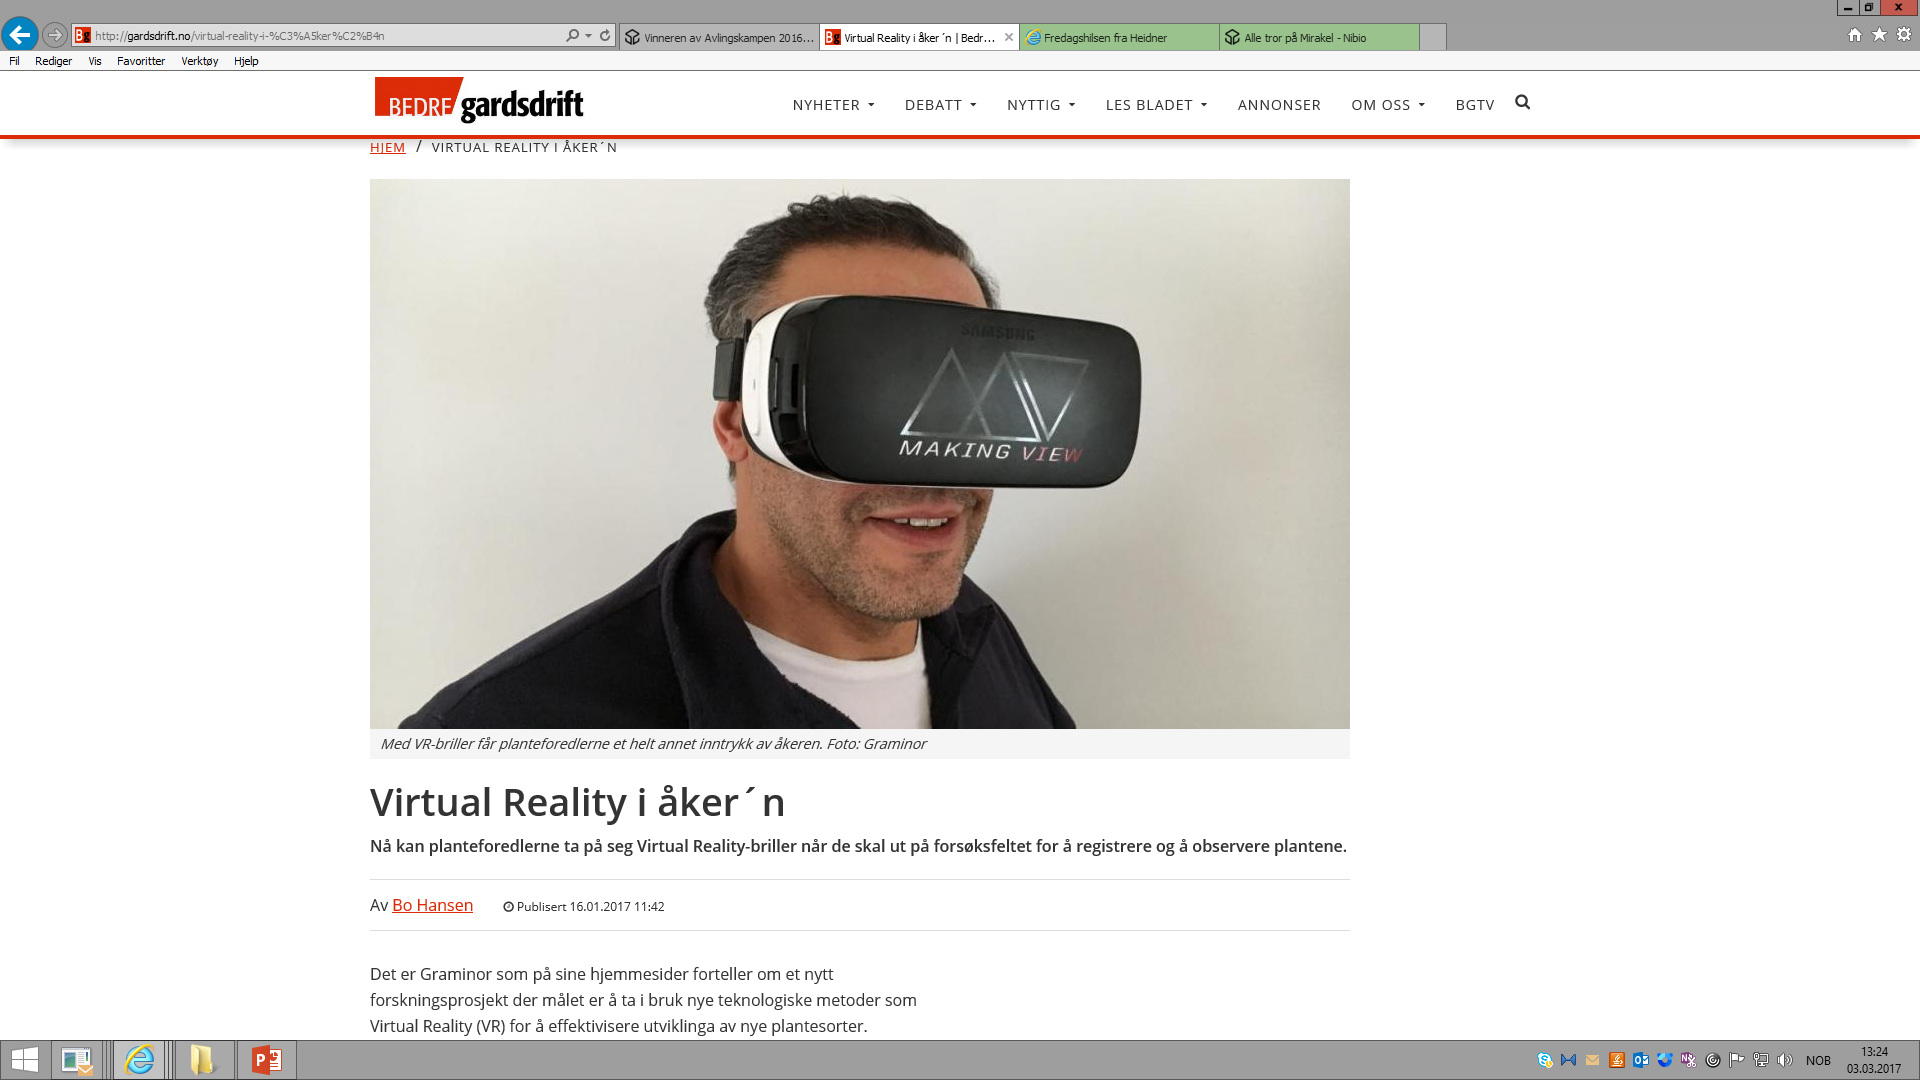 http://gardsdrift.no/virtual-reality-i-%C3%A5ker%C2%B4n
Vinneren av Avlingskampen 2016...
Virtual Reality i åker´n | Bedr...
Fredagshilsen fra Heidner
Alle tror på Mirakel - Nibio
Fil Rediger Vis Favoritter Verktøy Hjelp
BEDRE gardsdrift
NYHETER DEBATT NYTTIG LES BLADET ANNONSER OM OSS BGTV
HJEM / VIRTUAL REALITY I ÅKER´N
SAMSUNG
MAKING VIEW
Med VR-briller får planteforedlerne et helt annet inntrykk av åkeren. Foto: Graminor
Virtual Reality i åker´n
Nå kan planteforedlerne ta på seg Virtual Reality-briller når de skal ut på forsøksfeltet for å registrere og å observere plantene.
Av Bo Hansen Publisert 16.01.2017 11:42
Det er Graminor som på sine hjemmesider forteller om et nytt
forskningsprosjekt der målet er å ta i bruk nye teknologiske metoder som
Virtual Reality (VR) for å effektivisere utviklinga av nye plantesorter.
NOB
13:24
03.03.2017